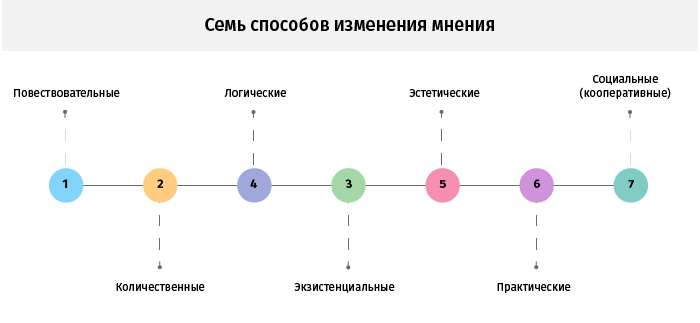 Семь способов изменения мнения
Повествовательные
Логические
Эстетические
Социальные
(кооперативные)
1
2
4
3
5
6
7
Количественные
Экзистенциальные
Практические